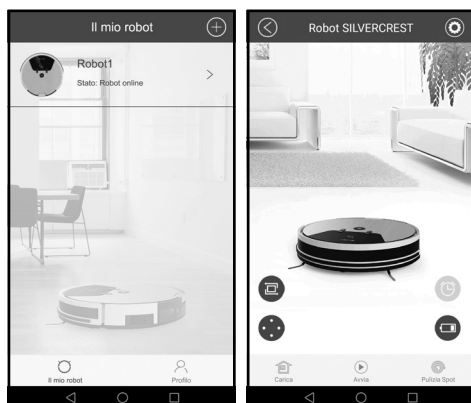 Il mio robot
Robot1
Stato: Robot online
Il mio robot
Profilo
Robot SILVERCREST
Carica
Avvia
Pulizia Spot